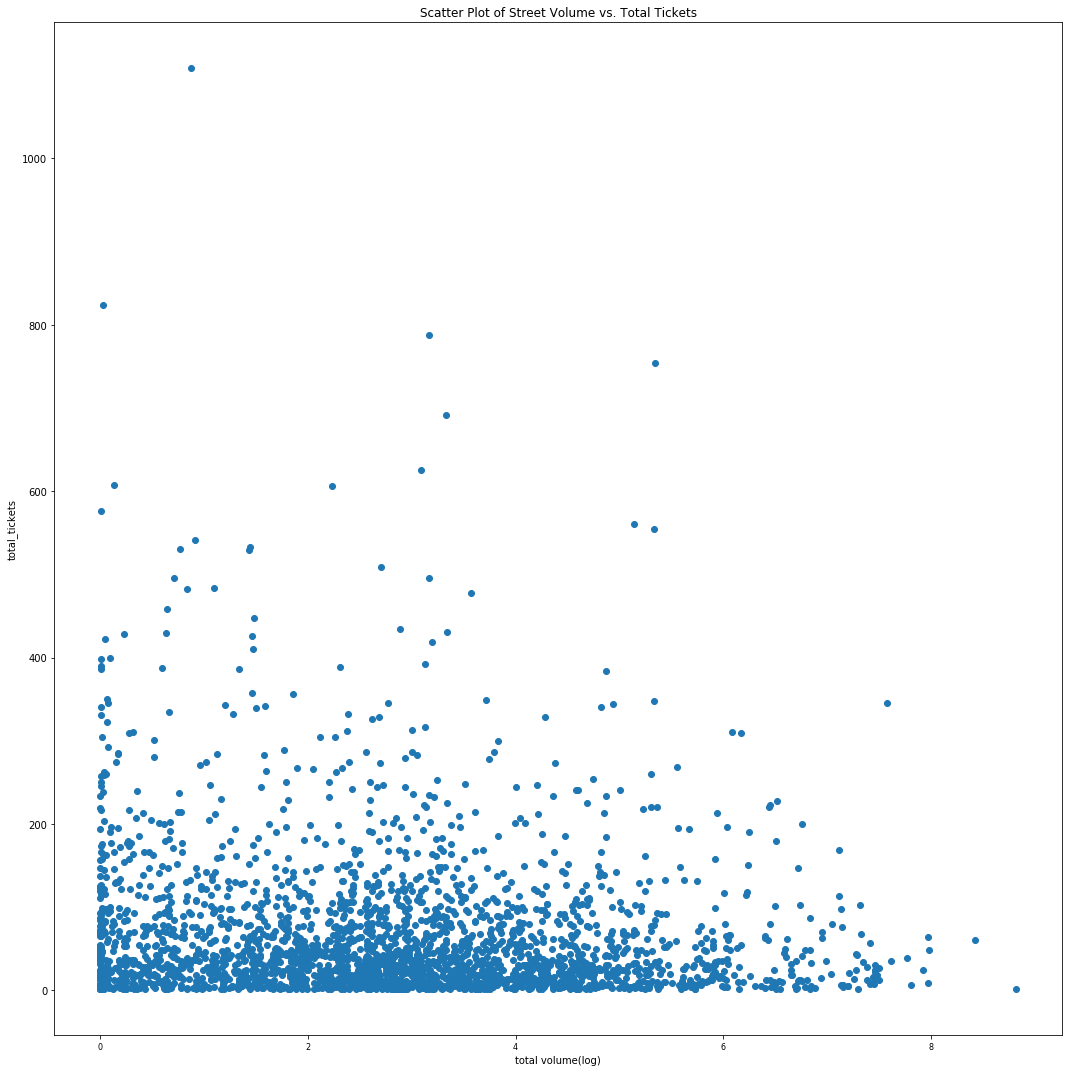 Scatter Plot of Street Volume vs. Total Tickets
1000
800
600
400
200
0
total_tickets
0 2 4 6 8
total volume(log)